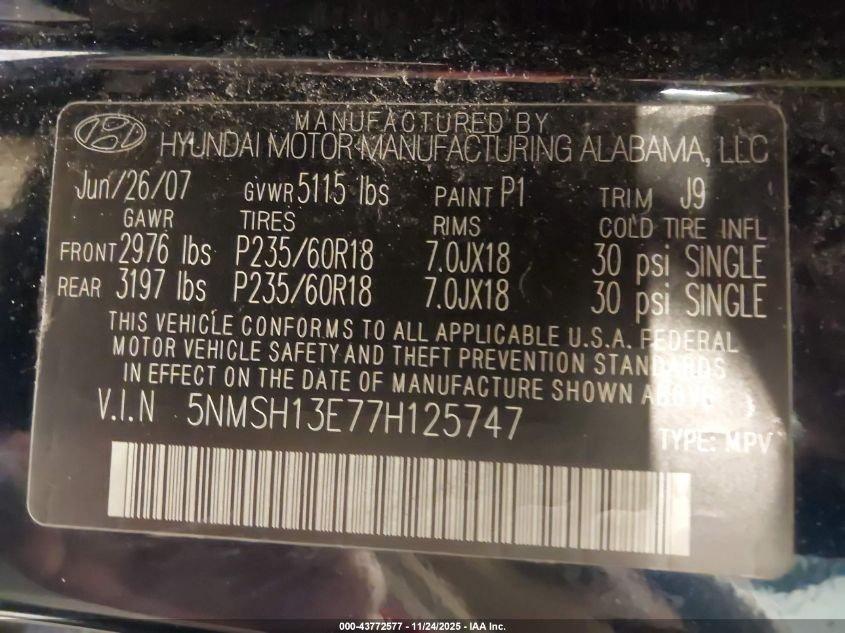 MANUFACTURED BY
HYUNDAI MOTOR MANUFACTURING ALABAMA, LLC
Jun/26/07 GVWR 5115 lbs PAINT P1 TRIM J9
GAWR TIRES RIMS COLD TIRE INFL
FRONT 2976 lbs P235/60R18 7.0JX18 30 psi SINGLE
REAR 3197 lbs P235/60R18 7.0JX18 30 psi SINGLE
THIS VEHICLE CONFORMS TO ALL APPLICABLE U.S.A. FEDERAL
MOTOR VEHICLE SAFETY AND THEFT PREVENTION STANDARDS
IN EFFECT ON THE DATE OF MANUFACTURE SHOWN ABOVE
V.I.N 5NMSH13E77H125747
TYPE: MPV
000-43772577 - 11/24/2025 - IAA Inc.